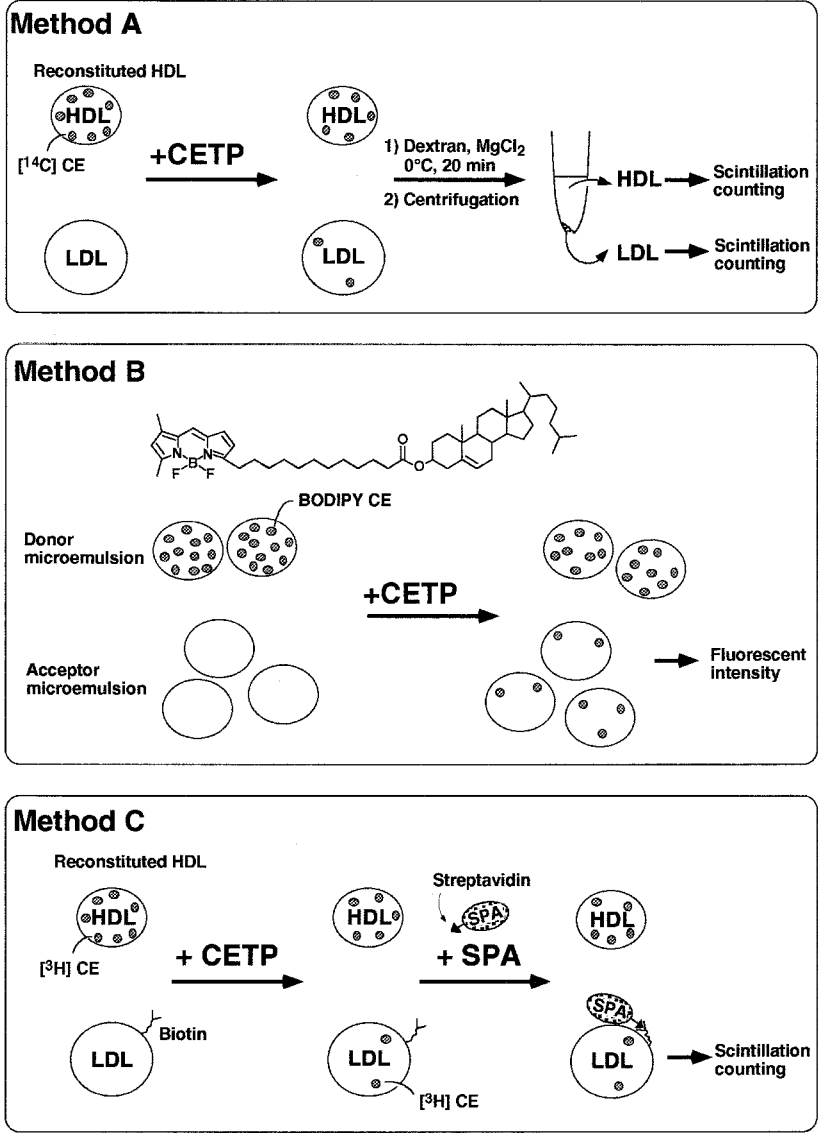 Method A
Reconstituted HDL
HDL
[¹⁴C] CE
+CETP
LDL
HDL
LDL
1) Dextran, MgCl₂
0°C, 20 min
2) Centrifugation
HDL
Scintillation
counting
LDL
Scintillation
counting
Method B
N
N
B
F
F
O
O
BODIPY CE
Donor
microemulsion
+CETP
Acceptor
microemulsion
Fluorescent
intensity
Method C
Reconstituted HDL
HDL
[³H] CE
+ CETP
Biotin
LDL
HDL
Streptavidin
SPA
+ SPA
LDL
[³H] CE
HDL
SPA
LDL
Scintillation
counting